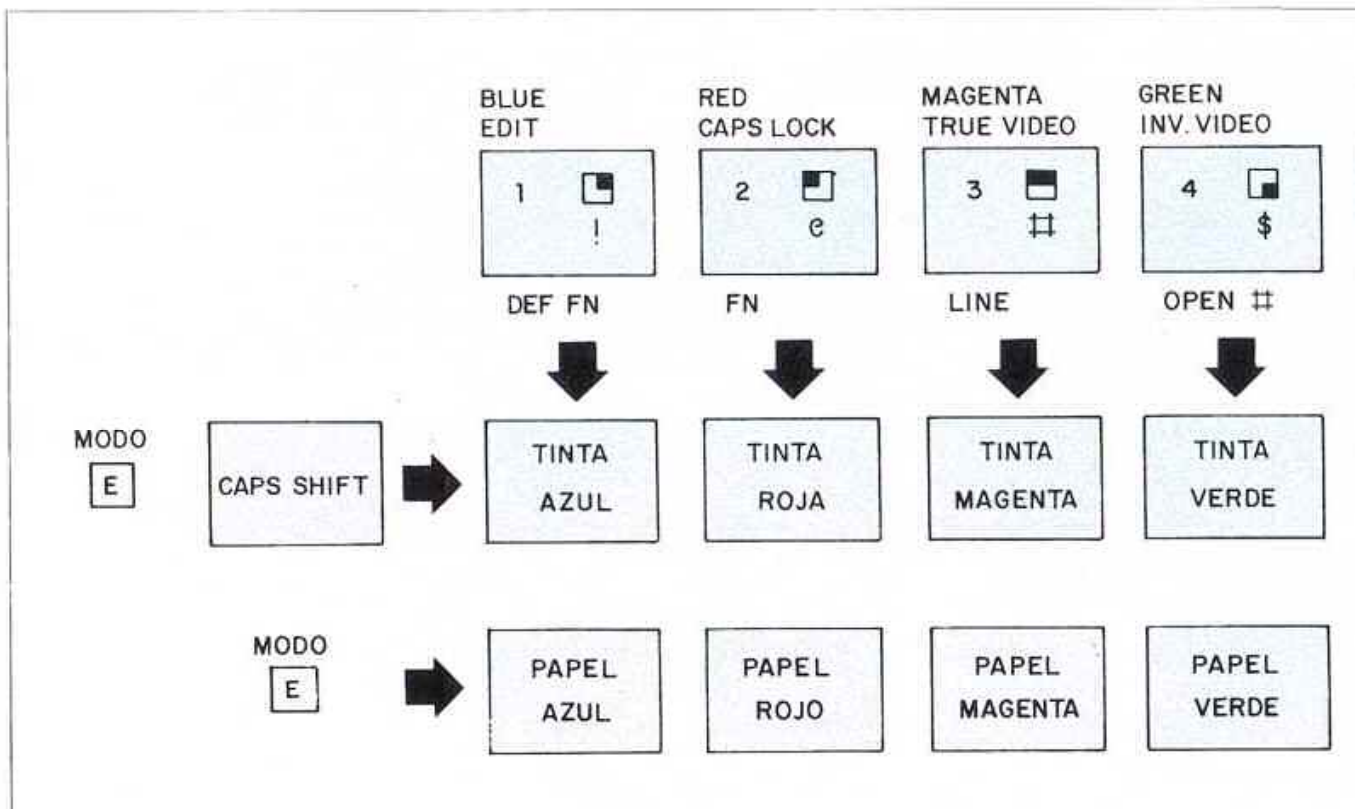 BLUE
EDIT
RED
CAPS LOCK
MAGENTA
TRUE VIDEO
GREEN
INV. VIDEO
1
!
2
@
3
#
4
$
DEF FN
FN
LINE
OPEN #
MODO
E
CAPS SHIFT
TINTA
AZUL
TINTA
ROJA
TINTA
MAGENTA
TINTA
VERDE
MODO
E
PAPEL
AZUL
PAPEL
ROJO
PAPEL
MAGENTA
PAPEL
VERDE